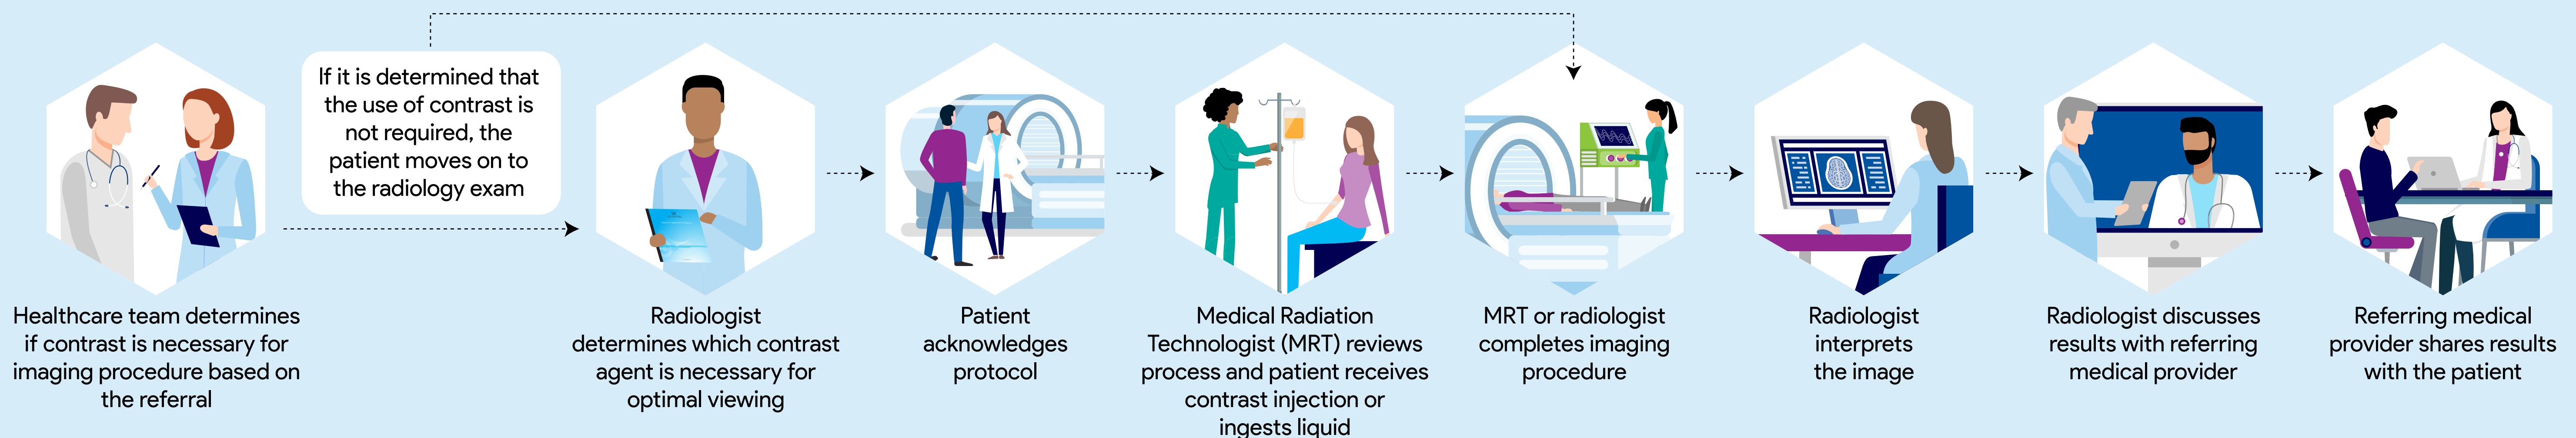 If it is determined that
the use of contrast is
not required, the
patient moves on to
the radiology exam
Healthcare team determines
if contrast is necessary for
imaging procedure based on
the referral
Radiologist
determines which contrast
agent is necessary for
optimal viewing
Patient
acknowledges
protocol
Medical Radiation
Technologist (MRT) reviews
process and patient receives
contrast injection or
ingests liquid
MRT or radiologist
completes imaging
procedure
Radiologist
interprets
the image
Radiologist discusses
results with referring
medical provider
Referring medical
provider shares results
with the patient